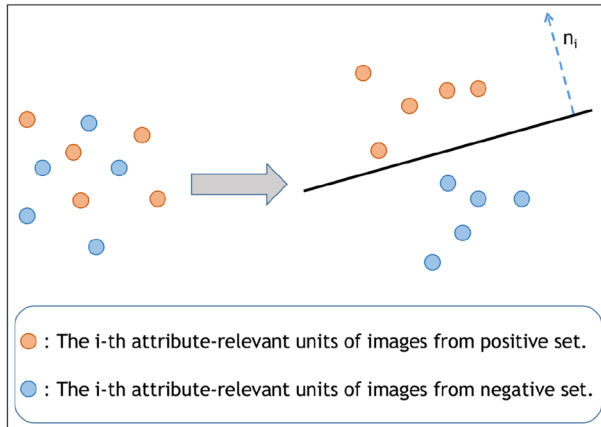 nᵢ
: The i-th attribute-relevant units of images from positive set.
: The i-th attribute-relevant units of images from negative set.